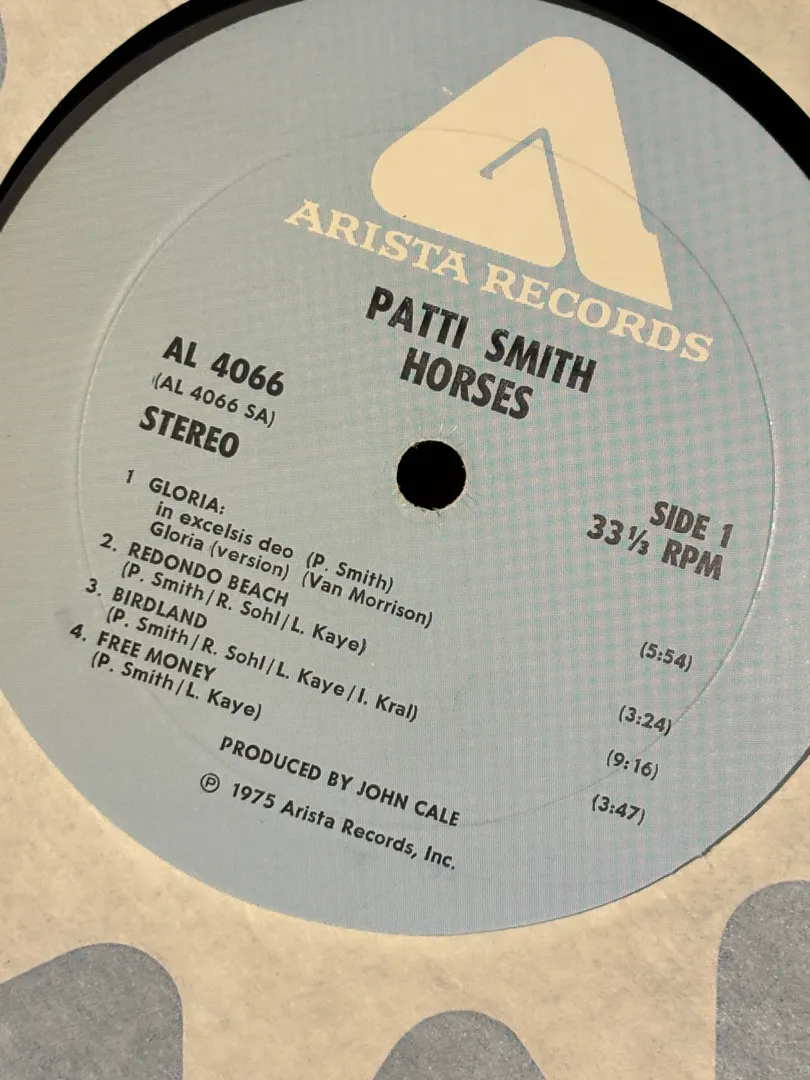 ARISTA RECORDS
PATTI SMITH
HORSES
AL 4066
(AL 4066 SA)
STEREO
SIDE 1
33⅓ RPM
1 GLORIA:
in excelsis deo (P. Smith)
Gloria (version) (Van Morrison) (5:54)
2. REDONDO BEACH
(P. Smith/R. Sohl/L. Kaye) (3:24)
3. BIRDLAND
(P. Smith/R. Sohl/L. Kaye/I. Kral) (9:16)
4. FREE MONEY
(P. Smith/L. Kaye) (3:47)
PRODUCED BY JOHN CALE
℗ 1975 Arista Records, Inc.